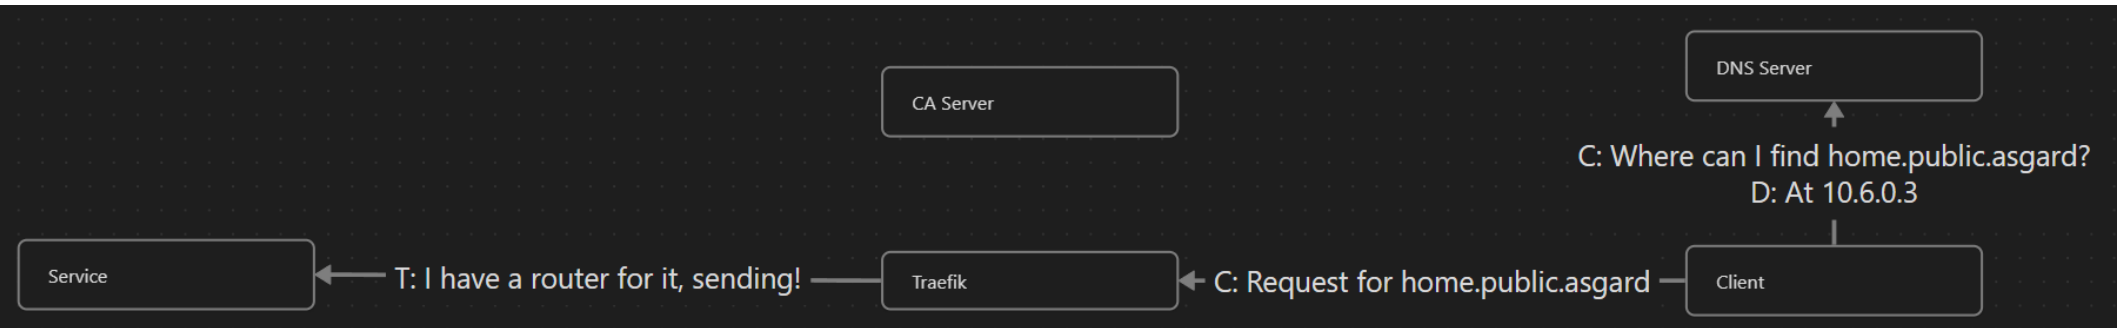 DNS Server
CA Server
C: Where can I find home.public.asgard?
D: At 10.6.0.3
Service
T: I have a router for it, sending!
Traefik
C: Request for home.public.asgard
Client